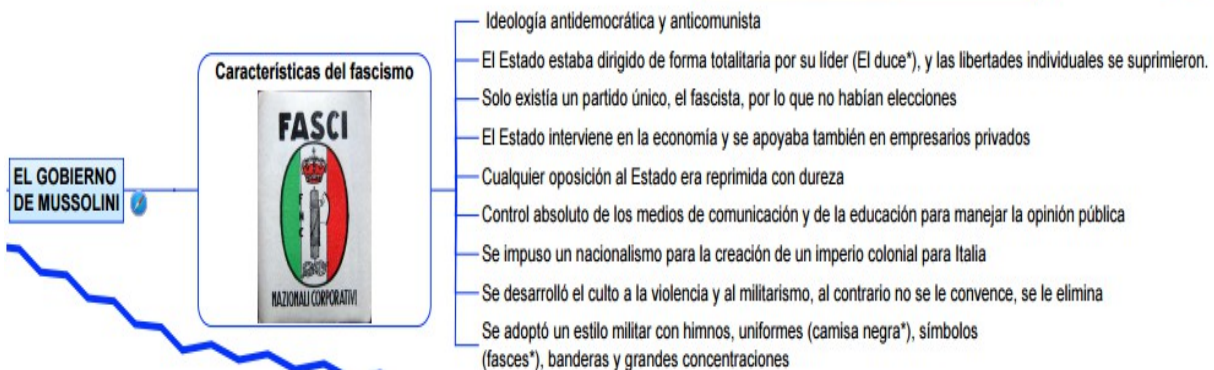 EL GOBIERNO
DE MUSSOLINI
Características del fascismo
FASCI
F N C
NAZIONALI CORPORATIVI
Ideología antidemocrática y anticomunista
El Estado estaba dirigido de forma totalitaria por su líder (El duce*), y las libertades individuales se suprimieron.
Solo existía un partido único, el fascista, por lo que no habían elecciones
El Estado interviene en la economía y se apoyaba también en empresarios privados
Cualquier oposición al Estado era reprimida con dureza
Control absoluto de los medios de comunicación y de la educación para manejar la opinión pública
Se impuso un nacionalismo para la creación de un imperio colonial para Italia
Se desarrolló el culto a la violencia y al militarismo, al contrario no se le convence, se le elimina
Se adoptó un estilo militar con himnos, uniformes (camisa negra*), símbolos
(fasces*), banderas y grandes concentraciones